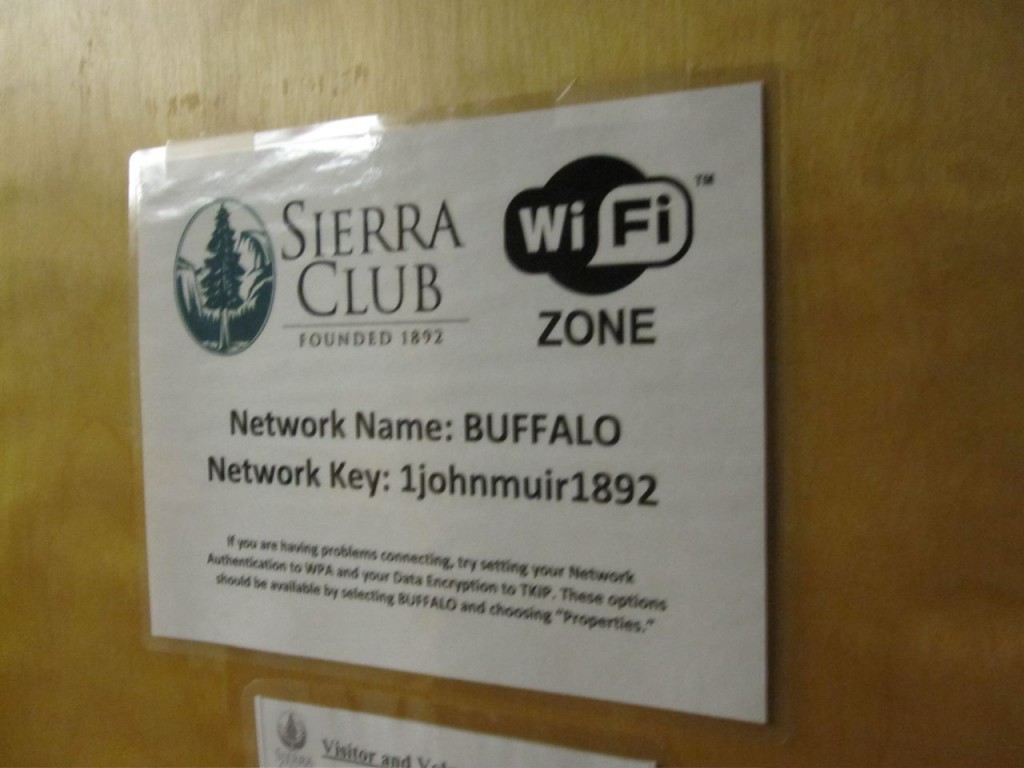 SIERRA
CLUB
FOUNDED 1892
WiFi™
ZONE
Network Name: BUFFALO
Network Key: 1johnmuir1892
If you are having problems connecting, try setting your Network
Authentication to WPA and your Data Encryption to TKIP. These options
should be available by selecting BUFFALO and choosing "Properties."
SIERRA
Visitor and